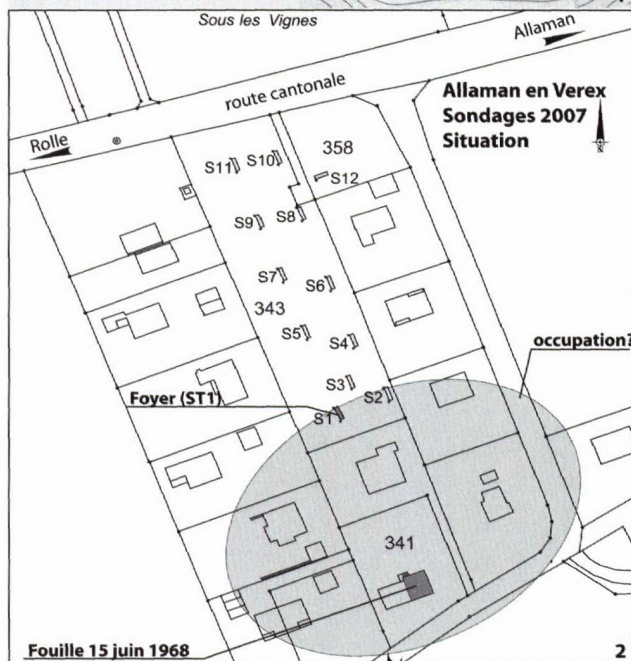 Sous les Vignes
Allaman
route cantonale
Allaman en Verex
Sondages 2007
Situation
Rolle
S11
S10
358
S12
S9
S8
S7
S6
343
S5
S4
occupation?
S3
Foyer (ST1)
S2
S1
341
Fouille 15 juin 1968
2